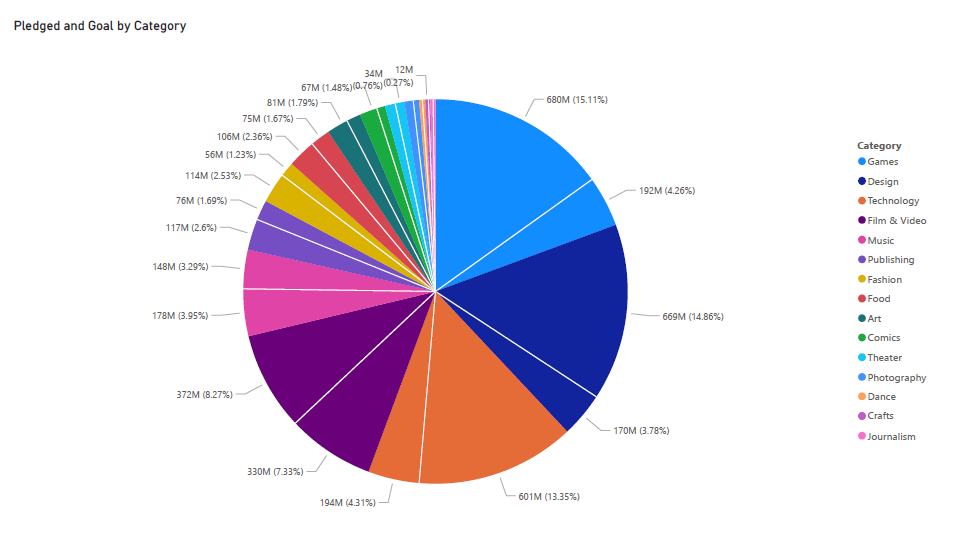 Pledged and Goal by Category
680M (15.11%)
192M (4.26%)
669M (14.86%)
170M (3.78%)
601M (13.35%)
194M (4.31%)
330M (7.33%)
372M (8.27%)
178M (3.95%)
148M (3.29%)
117M (2.6%)
76M (1.69%)
114M (2.53%)
56M (1.23%)
106M (2.36%)
75M (1.67%)
81M (1.79%)
67M (1.48%)
34M
(0.76%)
12M
(0.27%)
Category
Games
Design
Technology
Film & Video
Music
Publishing
Fashion
Food
Art
Comics
Theater
Photography
Dance
Crafts
Journalism